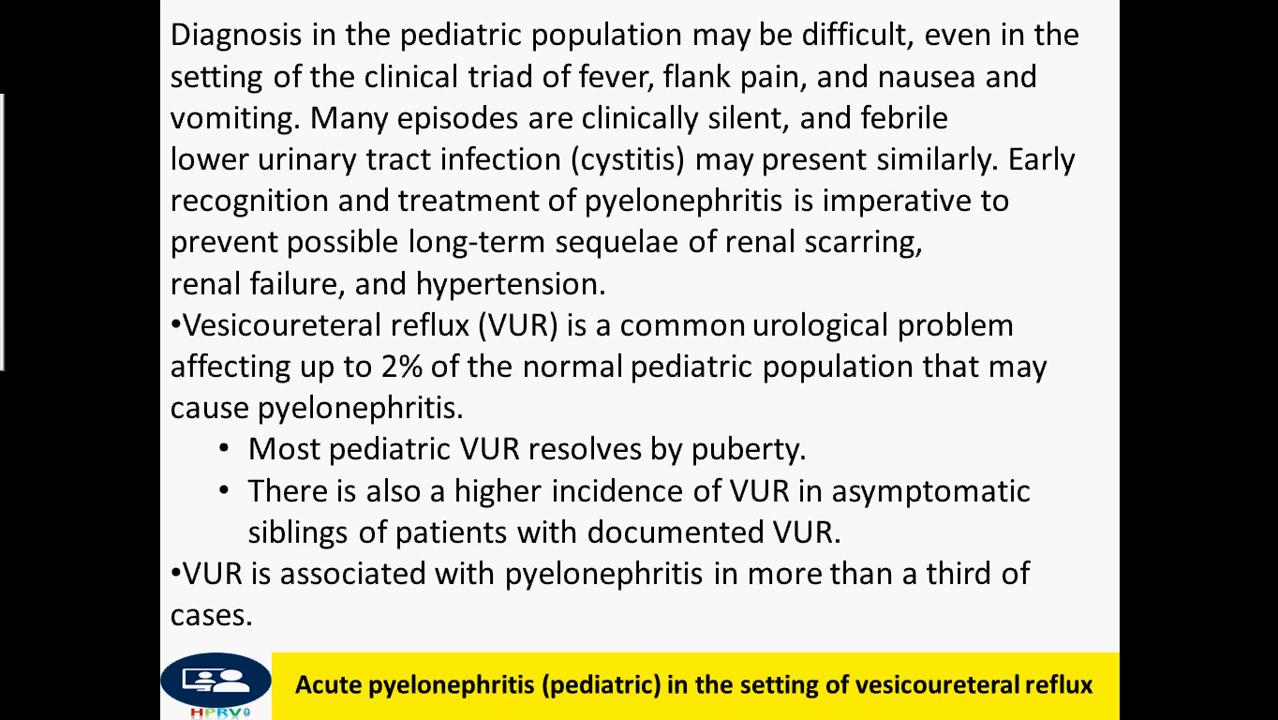 Diagnosis in the pediatric population may be difficult, even in the
setting of the clinical triad of fever, flank pain, and nausea and
vomiting. Many episodes are clinically silent, and febrile
lower urinary tract infection (cystitis) may present similarly. Early
recognition and treatment of pyelonephritis is imperative to
prevent possible long-term sequelae of renal scarring,
renal failure, and hypertension.
•Vesicoureteral reflux (VUR) is a common urological problem
affecting up to 2% of the normal pediatric population that may
cause pyelonephritis.
• Most pediatric VUR resolves by puberty.
• There is also a higher incidence of VUR in asymptomatic
siblings of patients with documented VUR.
•VUR is associated with pyelonephritis in more than a third of
cases.
Acute pyelonephritis (pediatric) in the setting of vesicoureteral reflux